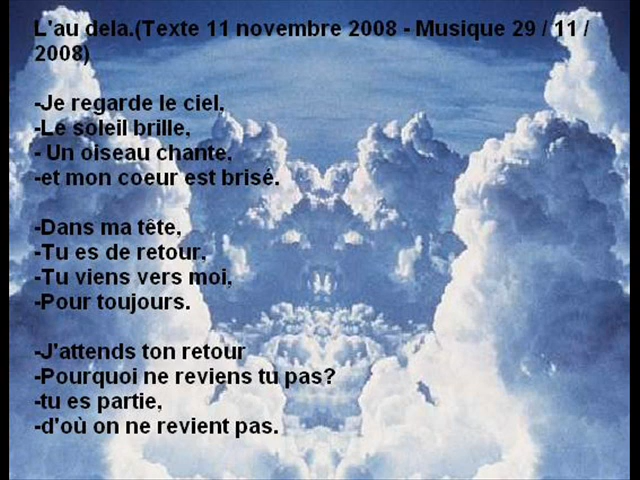 L'au dela.(Texte 11 novembre 2008 - Musique 29 / 11 /
2008)
-Je regarde le ciel,
-Le soleil brille,
- Un oiseau chante,
-et mon coeur est brisé.
-Dans ma tête,
-Tu es de retour,
-Tu viens vers moi,
-Pour toujours.
-J'attends ton retour
-Pourquoi ne reviens tu pas?
-tu es partie,
-d'où on ne revient pas.